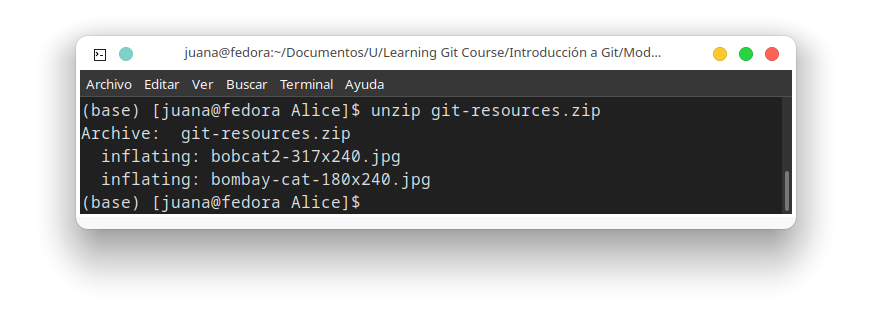 juana@fedora:~/Documentos/U/Learning Git Course/Introducción a Git/Mod...
Archivo Editar Ver Buscar Terminal Ayuda
(base) [juana@fedora Alice]$ unzip git-resources.zip
Archive:  git-resources.zip
  inflating: bobcat2-317x240.jpg
  inflating: bombay-cat-180x240.jpg
(base) [juana@fedora Alice]$